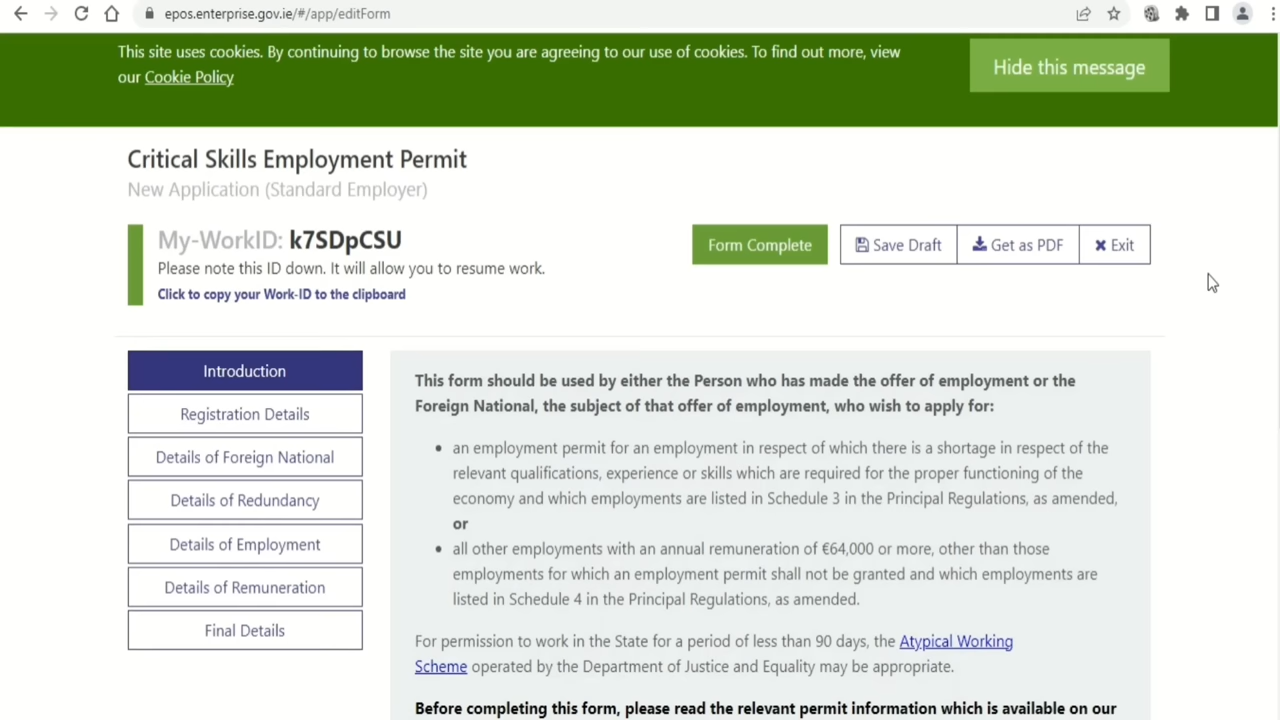 epos.enterprise.gov.ie/#/app/editForm
This site uses cookies. By continuing to browse the site you are agreeing to our use of cookies. To find out more, view
our Cookie Policy
Hide this message
Critical Skills Employment Permit
New Application (Standard Employer)
My-WorkID: k7SDpCSU
Please note this ID down. It will allow you to resume work.
Click to copy your Work-ID to the clipboard
Form Complete
Save Draft
Get as PDF
Exit
Introduction
Registration Details
Details of Foreign National
Details of Redundancy
Details of Employment
Details of Remuneration
Final Details
This form should be used by either the Person who has made the offer of employment or the
Foreign National, the subject of that offer of employment, who wish to apply for:
• an employment permit for an employment in respect of which there is a shortage in respect of the
relevant qualifications, experience or skills which are required for the proper functioning of the
economy and which employments are listed in Schedule 3 in the Principal Regulations, as amended,
or
• all other employments with an annual remuneration of €64,000 or more, other than those
employments for which an employment permit shall not be granted and which employments are
listed in Schedule 4 in the Principal Regulations, as amended.
For permission to work in the State for a period of less than 90 days, the Atypical Working
Scheme operated by the Department of Justice and Equality may be appropriate.
Before completing this form, please read the relevant permit information which is available on our